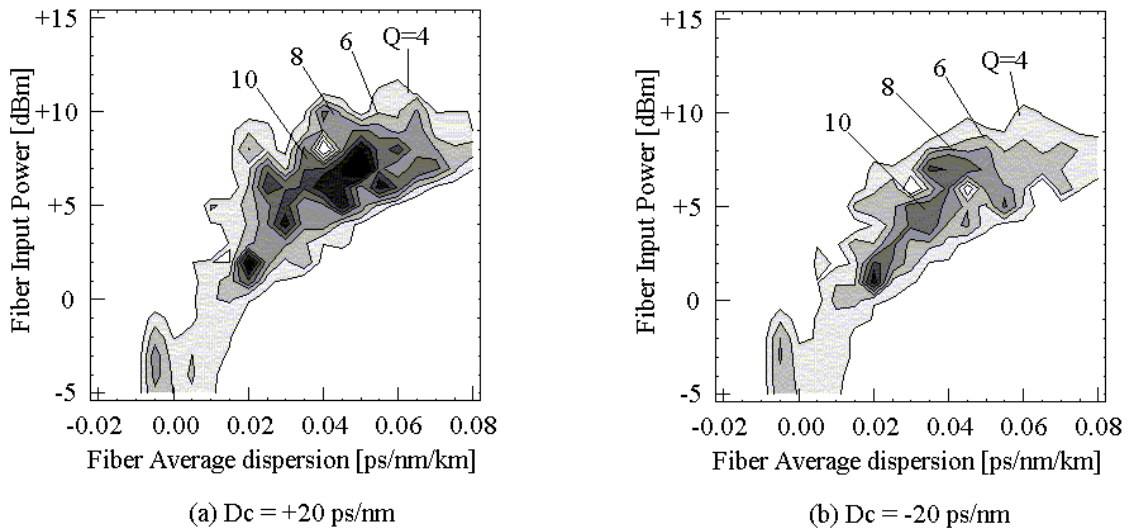 +15
+10
+5
0
-5
Fiber Input Power [dBm]
10
8
6
Q=4
-0.02 0.00 0.02 0.04 0.06 0.08
Fiber Average dispersion [ps/nm/km]
(a) Dc = +20 ps/nm
+15
+10
+5
0
-5
Fiber Input Power [dBm]
10
8
6
Q=4
-0.02 0.00 0.02 0.04 0.06 0.08
Fiber Average dispersion [ps/nm/km]
(b) Dc = -20 ps/nm